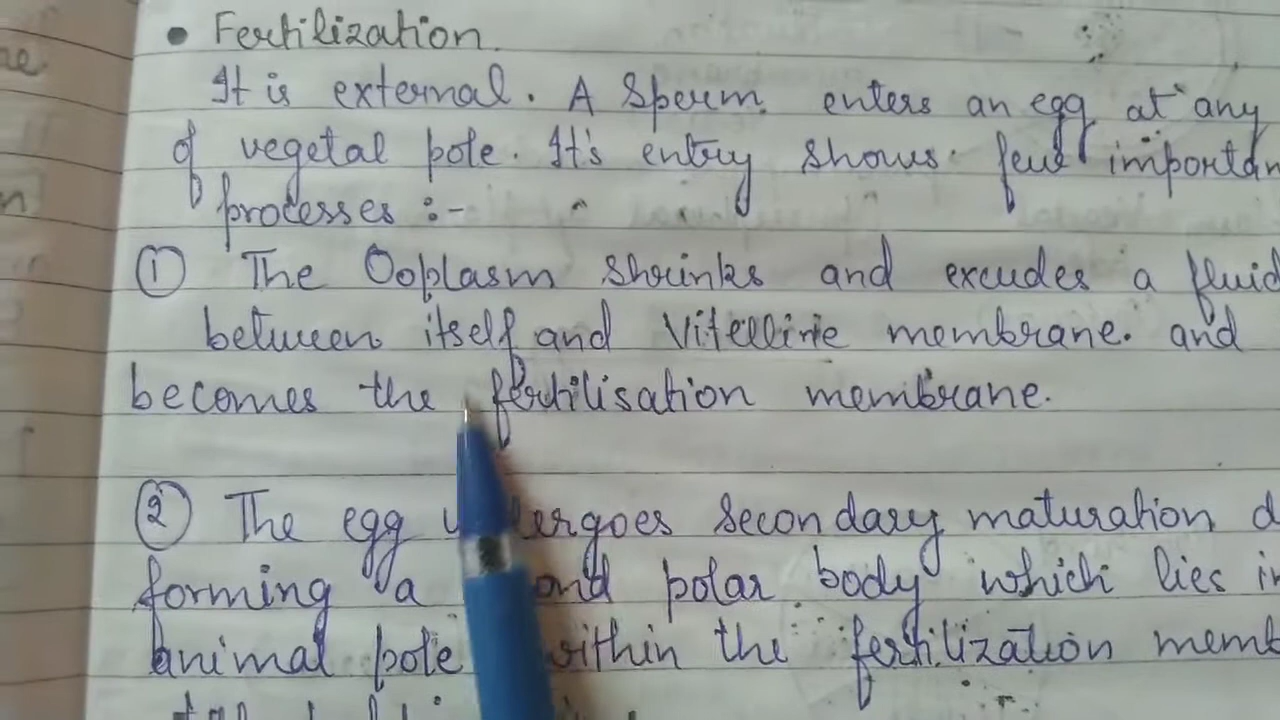 • Fertilization.
It is external. A Sperm enters an egg at any
of vegetal pole. It's entry shows few importan
processes :-
① The Ooplasm shrinks and excudes a fluid
between itself and Vitelline membrane. and
becomes the fertilisation membrane.
② The egg secondary maturation d
forming a polar body which lies in
animal pole within the fertilization memb